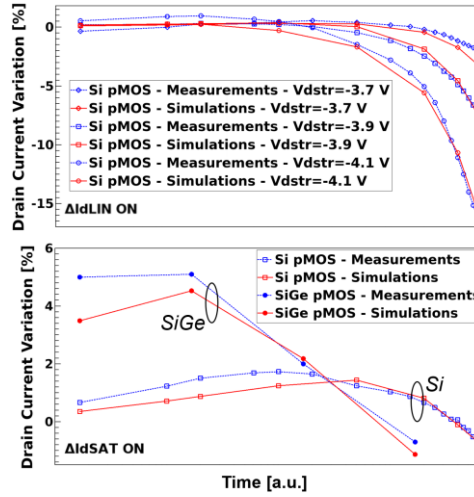 Drain Current Variation [%]
0
-5
-10
-15
Si pMOS - Measurements - Vdstr=-3.7 V
Si pMOS - Simulations - Vdstr=-3.7 V
Si pMOS - Measurements - Vdstr=-3.9 V
Si pMOS - Simulations - Vdstr=-3.9 V
Si pMOS - Measurements - Vdstr=-4.1 V
Si pMOS - Simulations - Vdstr=-4.1 V
ΔIdLIN ON
Drain Current Variation [%]
6
4
2
0
Si pMOS - Measurements
Si pMOS - Simulations
SiGe pMOS - Measurements
SiGe pMOS - Simulations
SiGe
Si
ΔIdSAT ON
Time [a.u.]